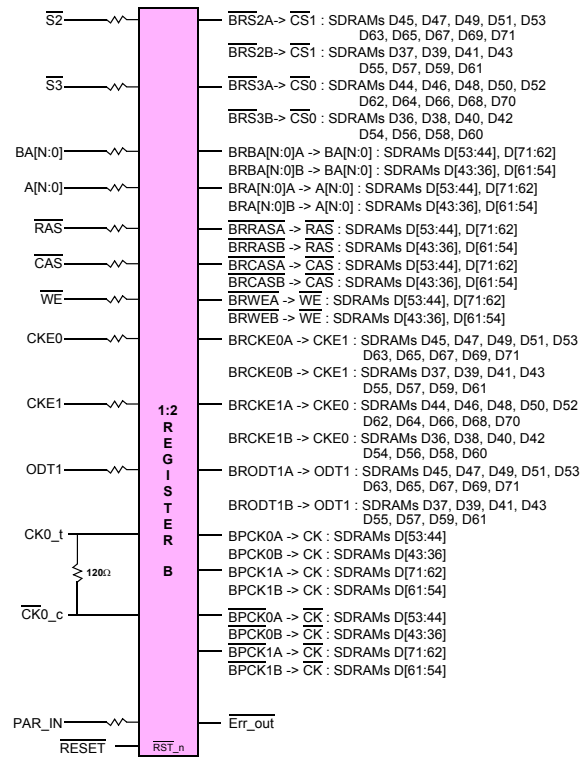 S2
BRS2A-> CS1 : SDRAMs D45, D47, D49, D51, D53
D63, D65, D67, D69, D71
BRS2B-> CS1 : SDRAMs D37, D39, D41, D43
D55, D57, D59, D61
S3
BRS3A-> CS0 : SDRAMs D44, D46, D48, D50, D52
D62, D64, D66, D68, D70
BRS3B-> CS0 : SDRAMs D36, D38, D40, D42
D54, D56, D58, D60
BA[N:0]
BRBA[N:0]A -> BA[N:0] : SDRAMs D[53:44], D[71:62]
BRBA[N:0]B -> BA[N:0] : SDRAMs D[43:36], D[61:54]
A[N:0]
BRA[N:0]A -> A[N:0] : SDRAMs D[53:44], D[71:62]
BRA[N:0]B -> A[N:0] : SDRAMs D[43:36], D[61:54]
RAS
BRRASA -> RAS : SDRAMs D[53:44], D[71:62]
BRRASB -> RAS : SDRAMs D[43:36], D[61:54]
CAS
BRCASA -> CAS : SDRAMs D[53:44], D[71:62]
BRCASB -> CAS : SDRAMs D[43:36], D[61:54]
WE
BRWEA -> WE : SDRAMs D[53:44], D[71:62]
BRWEB -> WE : SDRAMs D[43:36], D[61:54]
CKE0
BRCKE0A -> CKE1 : SDRAMs D45, D47, D49, D51, D53
D63, D65, D67, D69, D71
BRCKE0B -> CKE1 : SDRAMs D37, D39, D41, D43
D55, D57, D59, D61
CKE1
BRCKE1A -> CKE0 : SDRAMs D44, D46, D48, D50, D52
D62, D64, D66, D68, D70
BRCKE1B -> CKE0 : SDRAMs D36, D38, D40, D42
D54, D56, D58, D60
ODT1
BRODT1A -> ODT1 : SDRAMs D45, D47, D49, D51, D53
D63, D65, D67, D69, D71
BRODT1B -> ODT1 : SDRAMs D37, D39, D41, D43
D55, D57, D59, D61
1:2
R
E
G
I
S
T
E
R
B
CK0_t
BPCK0A -> CK : SDRAMs D[53:44]
BPCK0B -> CK : SDRAMs D[43:36]
BPCK1A -> CK : SDRAMs D[71:62]
BPCK1B -> CK : SDRAMs D[61:54]
120Ω
CK0_c
BPCK0A -> CK : SDRAMs D[53:44]
BPCK0B -> CK : SDRAMs D[43:36]
BPCK1A -> CK : SDRAMs D[71:62]
BPCK1B -> CK : SDRAMs D[61:54]
PAR_IN
Err_out
RESET
RST_n